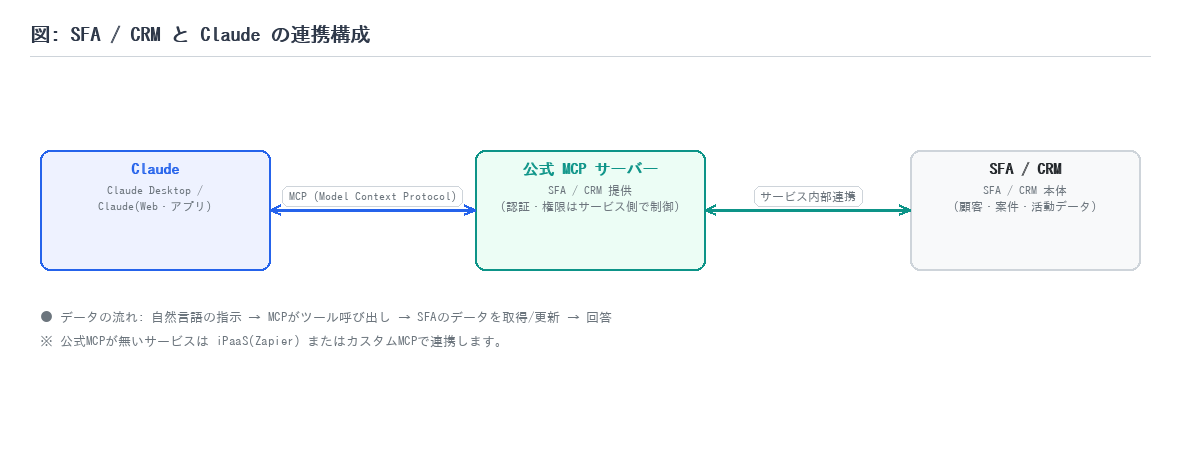 図: SFA / CRM と Claude の連携構成
Claude
Claude Desktop /
Claude(Web・アプリ)
MCP (Model Context Protocol)
公式 MCP サーバー
SFA / CRM 提供
(認証・権限はサービス側で制御)
サービス内部連携
SFA / CRM
SFA / CRM 本体
(顧客・案件・活動データ)
● データの流れ: 自然言語の指示 → MCPがツール呼び出し → SFAのデータを取得/更新 → 回答
※ 公式MCPが無いサービスは iPaaS(Zapier) またはカスタムMCPで連携します。